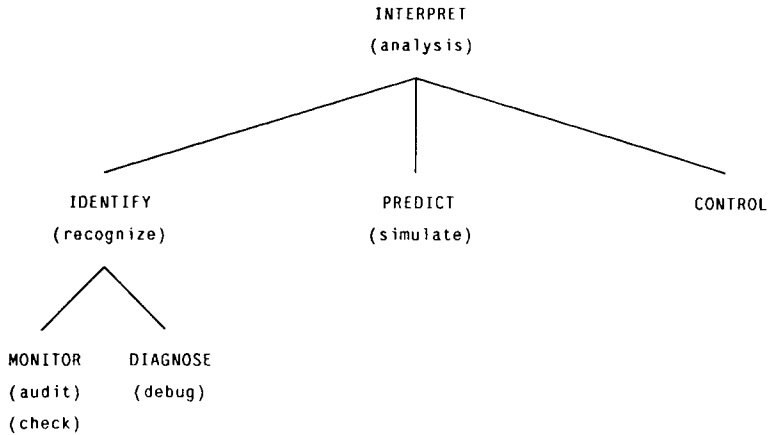 INTERPRET
(analysis)
IDENTIFY PREDICT CONTROL
(recognize) (simulate)
MONITOR DIAGNOSE
(audit) (debug)
(check)